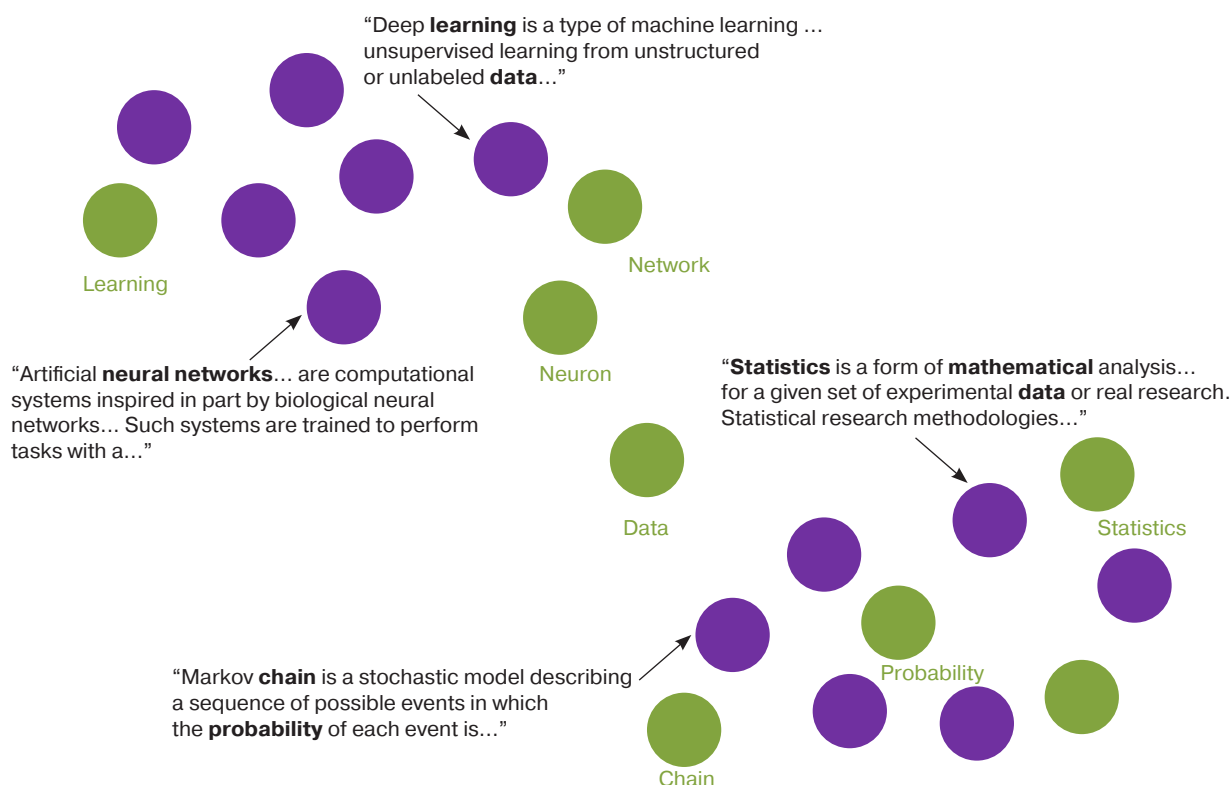 “Deep learning is a type of machine learning ...
unsupervised learning from unstructured
or unlabeled data...”
Network
Learning
Neuron
“Artificial neural networks... are computational
systems inspired in part by biological neural
networks... Such systems are trained to perform
tasks with a...”
“Statistics is a form of mathematical analysis...
for a given set of experimental data or real research.
Statistical research methodologies...”
Data
Statistics
“Markov chain is a stochastic model describing
a sequence of possible events in which
the probability of each event is...”
Probability
Chain